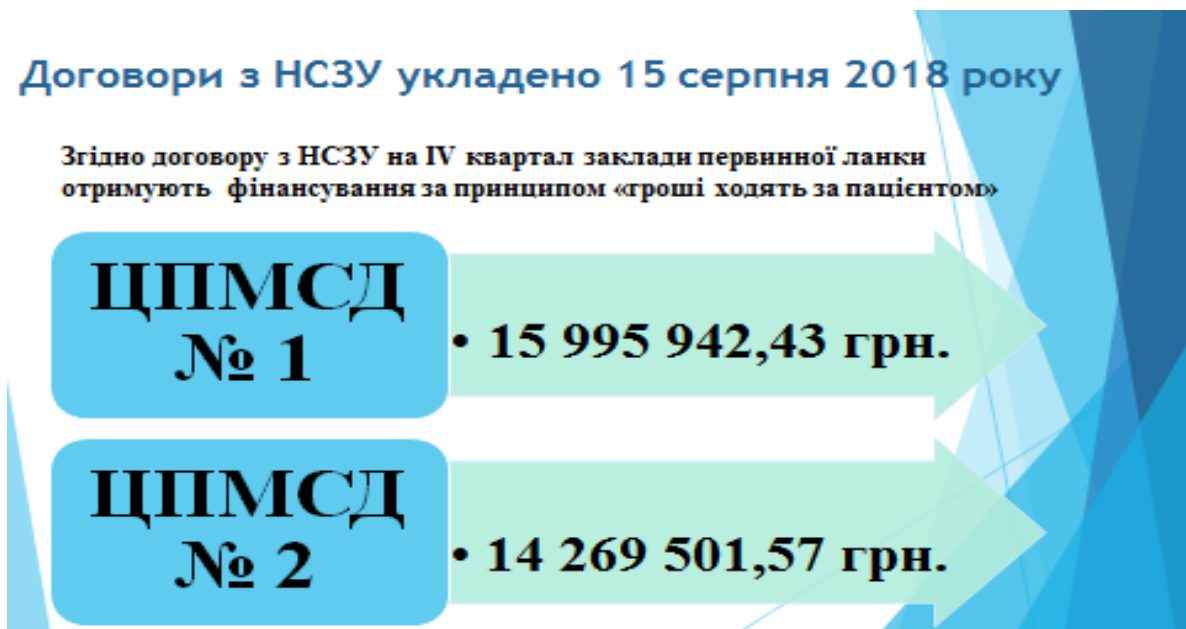 Договори з НСЗУ укладено 15 серпня 2018 року
Згідно договору з НСЗУ на IV квартал заклади первинної ланки
отримують фінансування за принципом «гроші ходять за пацієнтом»
ЦПМСД
№ 1
• 15 995 942,43 грн.
ЦПМСД
№ 2
• 14 269 501,57 грн.